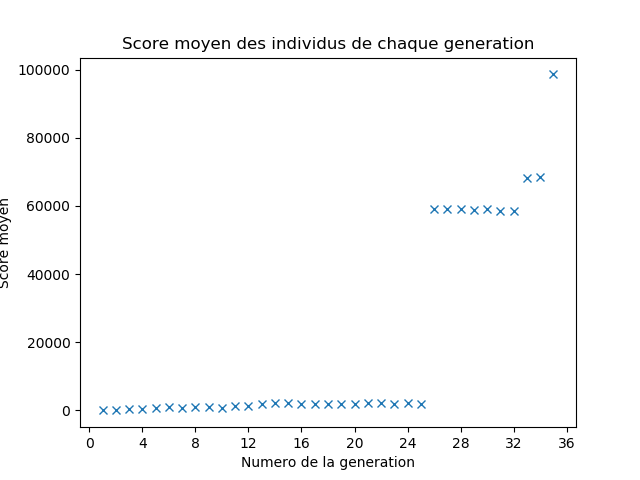 Score moyen des individus de chaque generation
100000
80000
60000
40000
20000
0
Score moyen
0 4 8 12 16 20 24 28 32 36
Numero de la generation